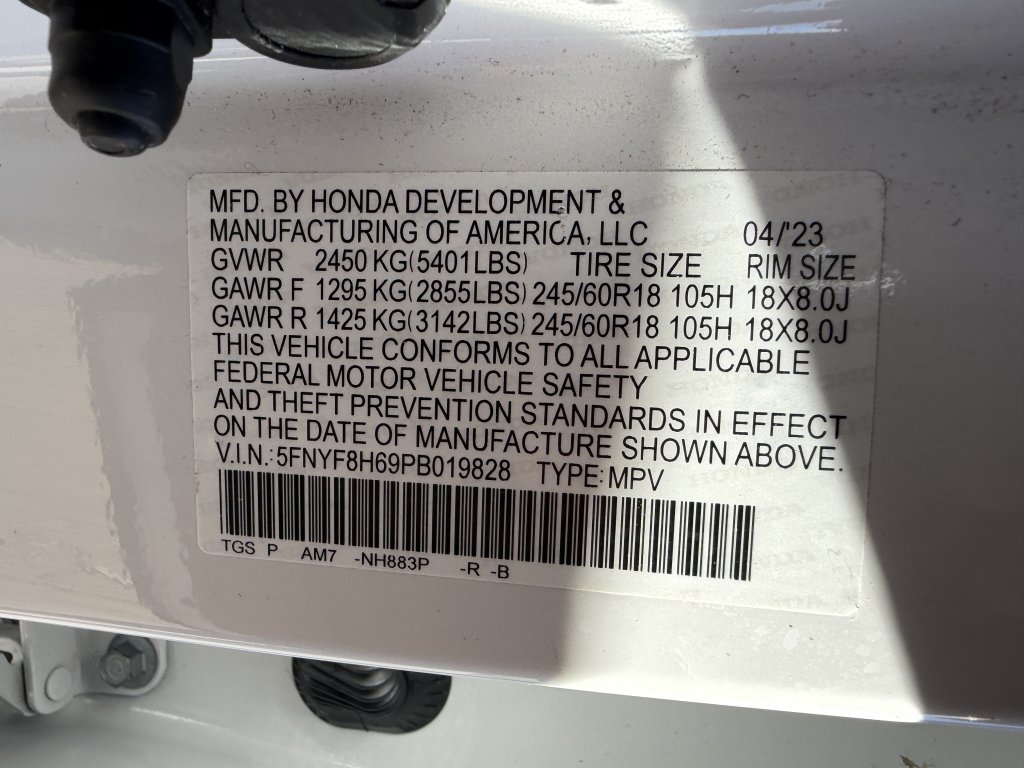 MFD. BY HONDA DEVELOPMENT &
MANUFACTURING OF AMERICA, LLC 04/'23
GVWR 2450 KG(5401LBS) TIRE SIZE RIM SIZE
GAWR F 1295 KG(2855LBS) 245/60R18 105H 18X8.0J
GAWR R 1425 KG(3142LBS) 245/60R18 105H 18X8.0J
THIS VEHICLE CONFORMS TO ALL APPLICABLE
FEDERAL MOTOR VEHICLE SAFETY
AND THEFT PREVENTION STANDARDS IN EFFECT
ON THE DATE OF MANUFACTURE SHOWN ABOVE.
V.I.N.:5FNYF8H69PB019828 TYPE:MPV
TGS P AM7 -NH883P -R -B